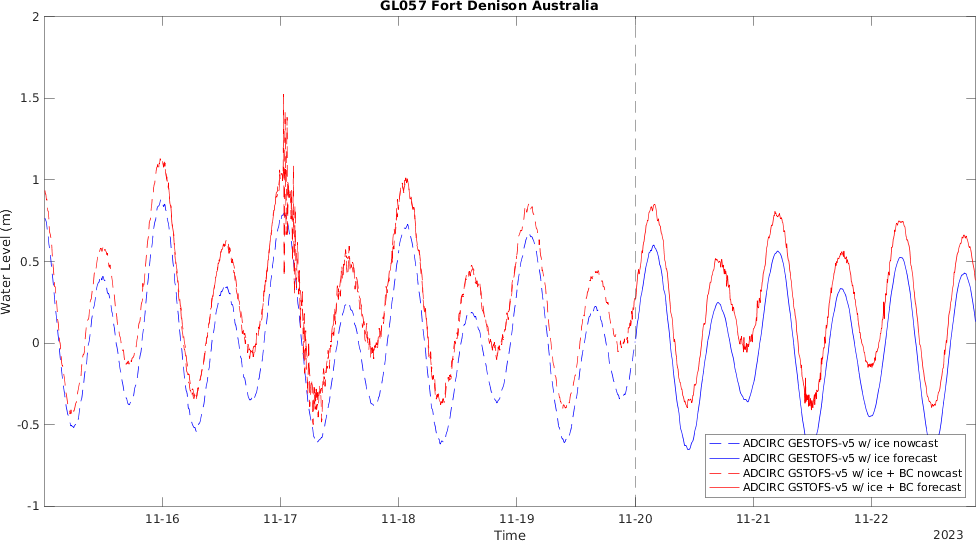 GL057 Fort Denison Australia
2
1.5
1
0.5
0
-0.5
-1
Water Level (m)
11-16
11-17
11-18
11-19
11-20
11-21
11-22
Time
2023
ADCIRC GESTOFS-v5 w/ ice nowcast
ADCIRC GESTOFS-v5 w/ ice forecast
ADCIRC GSTOFS-v5 w/ ice + BC nowcast
ADCIRC GSTOFS-v5 w/ ice + BC forecast